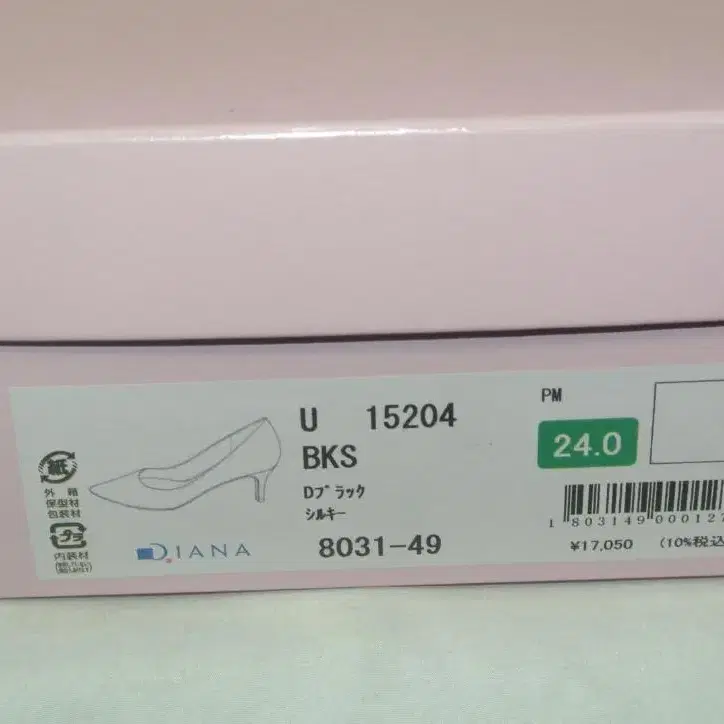 紙
外 箱
保型材
包装材
プラ
内装材
DIANA
U 15204
BKS
Dブラック
シルキー
8031-49
PM
24.0
1 803149 000127
¥17,050 (10%税込